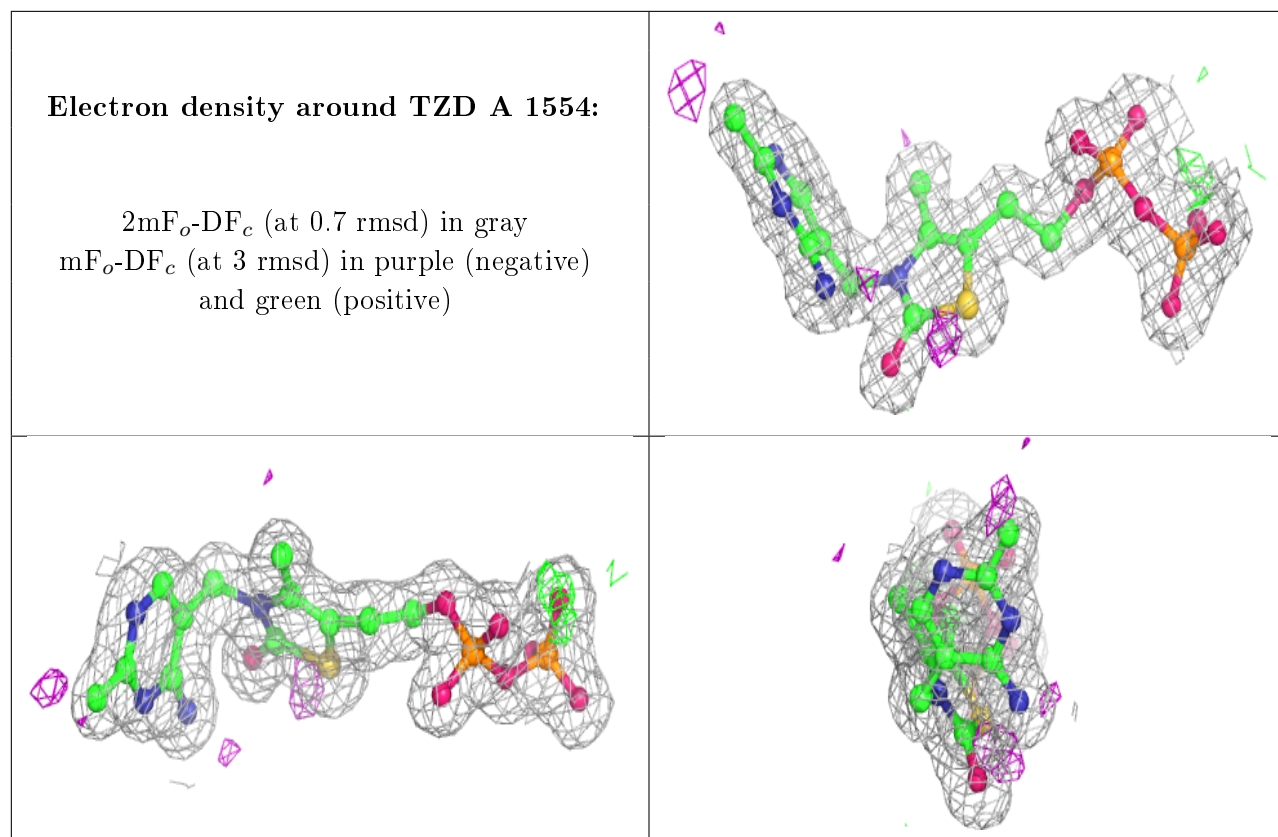 Electron density around TZD A 1554:
2mFₒ-DF𝒸 (at 0.7 rmsd) in gray
mFₒ-DF𝒸 (at 3 rmsd) in purple (negative)
and green (positive)